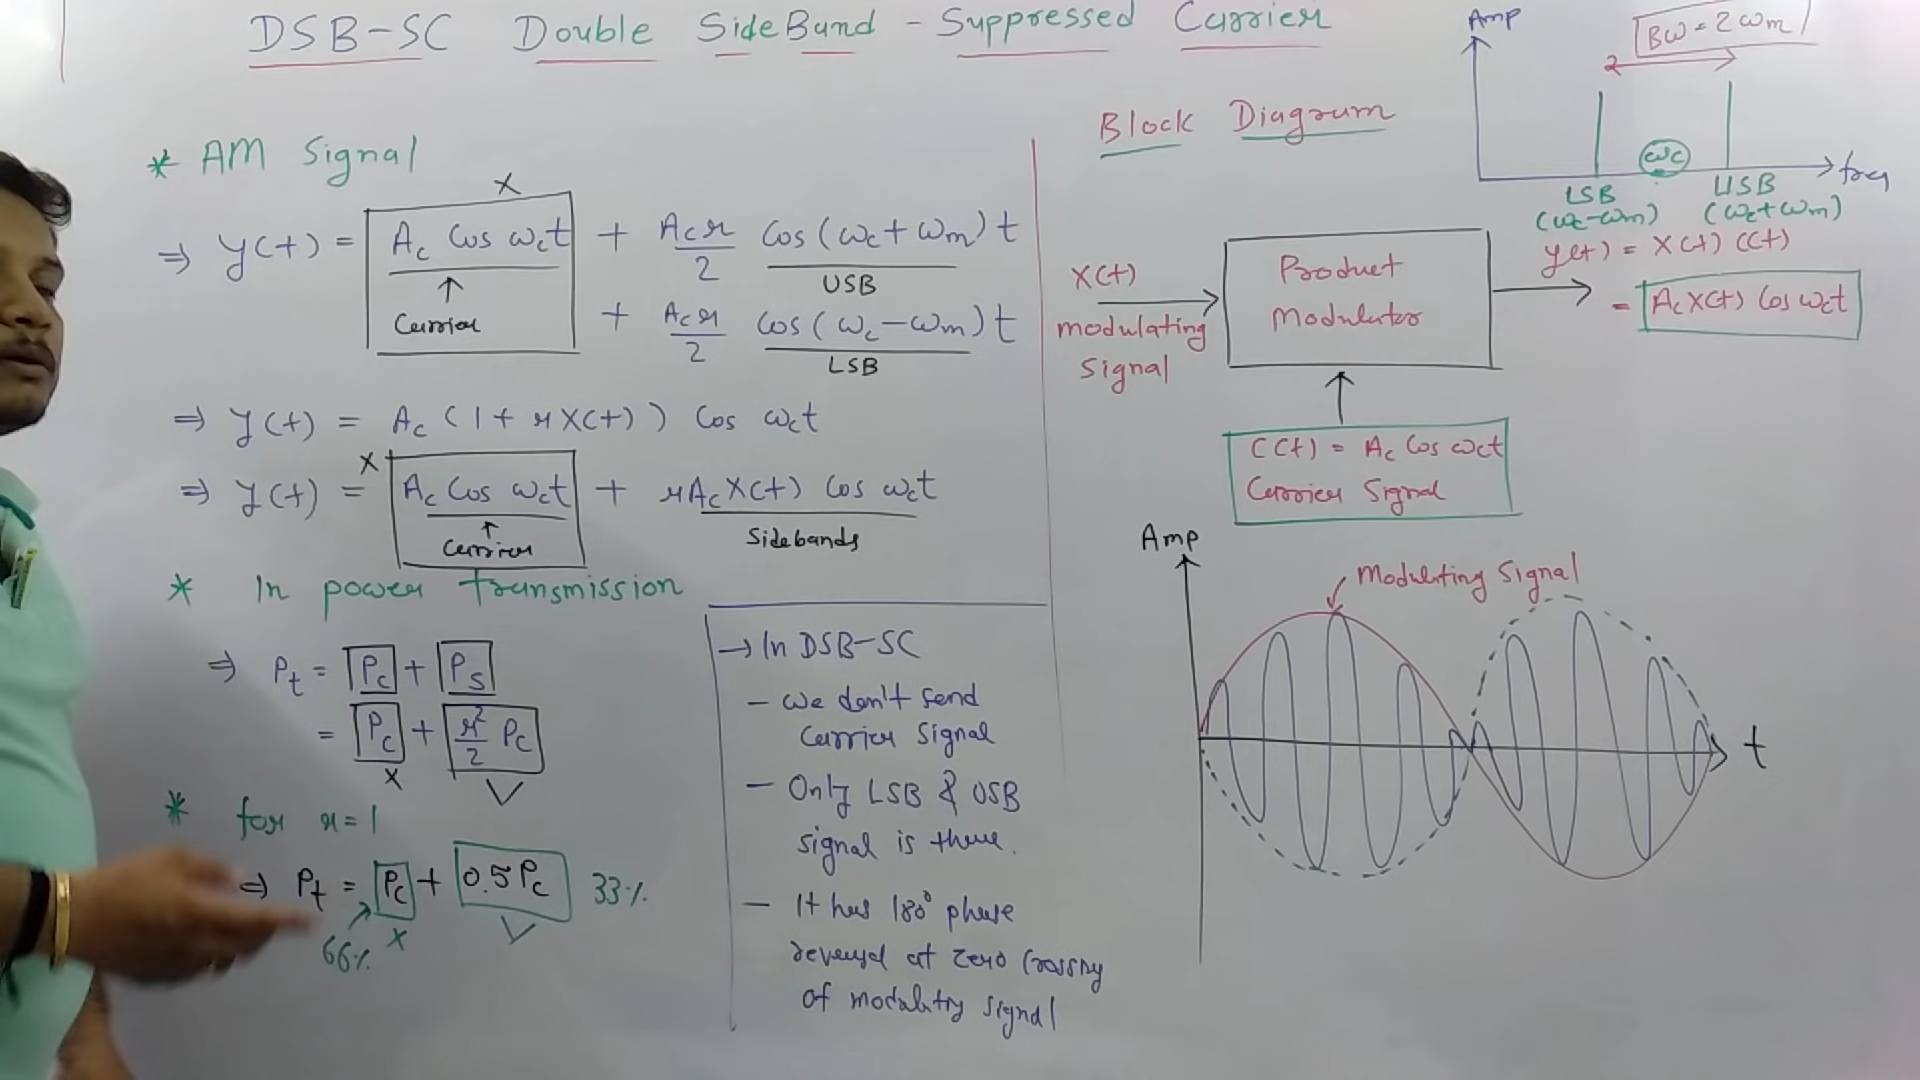 DSB-SC Double SideBand - Suppressed Carrier
* AM Signal
⇒ y(t) = Ac Cos ωct + Acμ/2 Cos(ωc+ωm)t
x
↑
Carrier
USB
+ Acμ/2 Cos(ωc-ωm)t
LSB
⇒ y(t) = Ac (1+ μx(t)) Cos ωct
⇒ y(t) = Ac Cos ωct + μAcx(t) Cos ωct
x
↑
Carrier
Sidebands
* In power transmission
⇒ Pt = Pc + Ps
= Pc + μ²/2 Pc
x
* for μ=1
⇒ Pt = Pc + 0.5Pc 33%
66% x
→ In DSB-SC
- we don't send
Carrier Signal
- Only LSB & USB
signal is there.
- It has 180° phase
reversal at zero Crossing
of modulating signal
Block Diagram
x(t)
modulating
Signal
Product
Modulator
y(t) = x(t) c(t)
= Ac x(t) Cos ωct
c(t) = Ac Cos ωct
Carrier Signal
Amp
BW = 2ωm
ωc
freq
LSB
(ωc-ωm)
USB
(ωc+ωm)
Amp
Modulating Signal
t